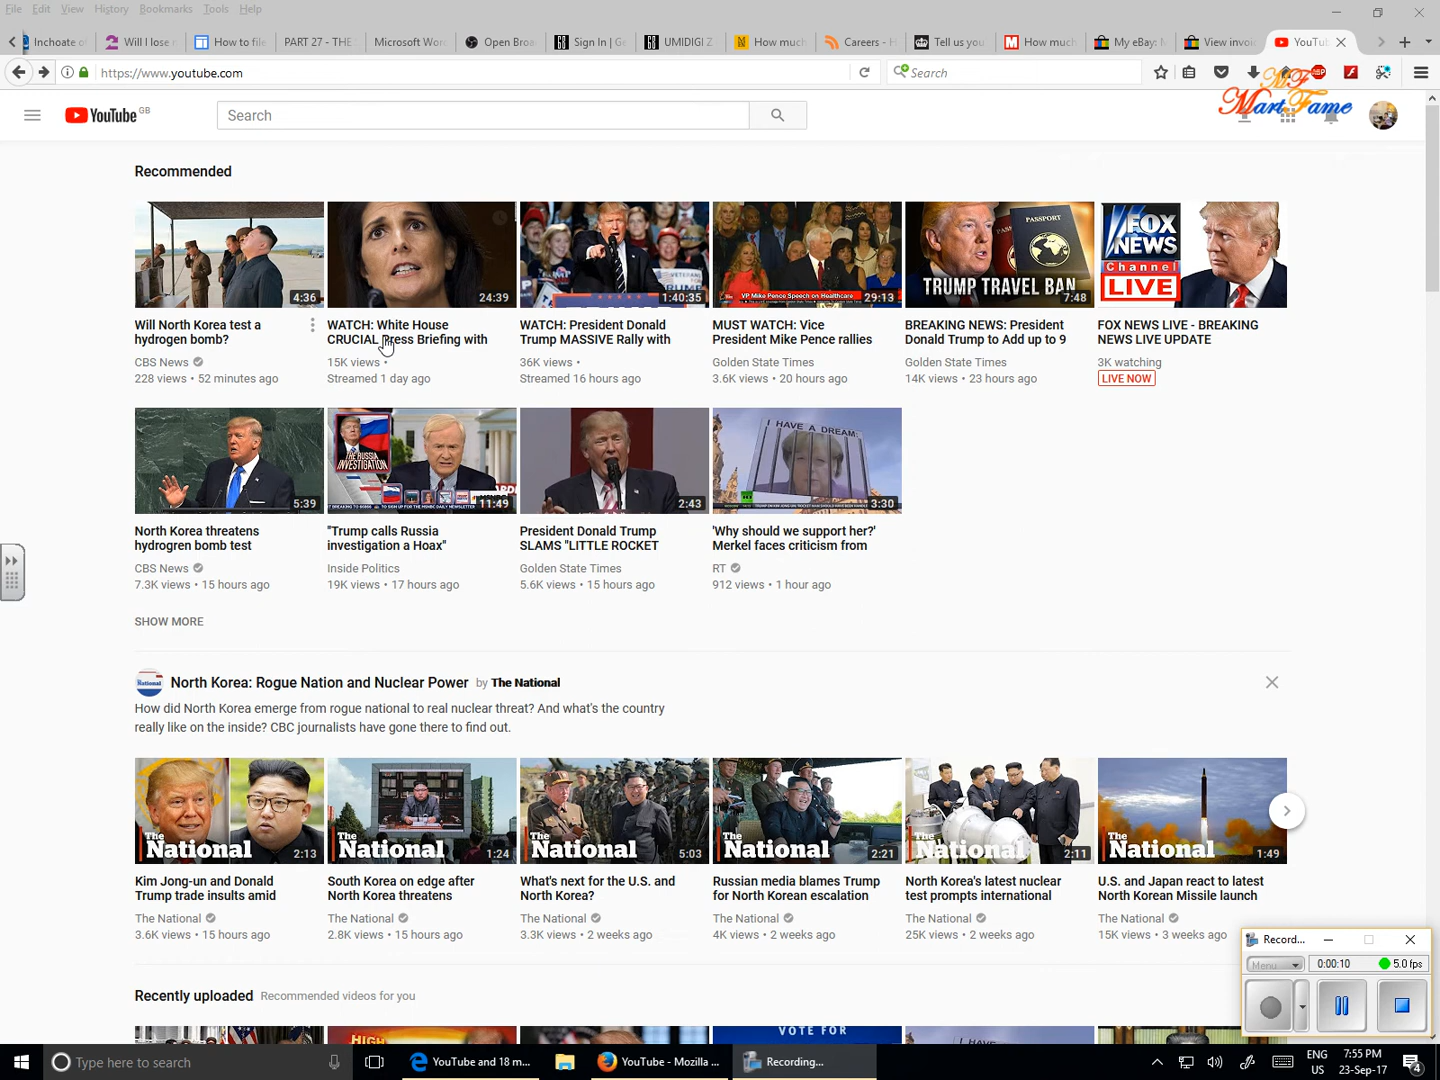 File Edit View History Bookmarks Tools Help
Inchoate o
Will I lose
How to file
PART 27 - THE
Microsoft Wor
Open Broa
Sign In | Ge
UMIDIGI Z
How much
Careers - H
Tell us you
How much
My eBay: M
View invoi
YouTu
https://www.youtube.com
Search
MF
MartFame
YouTube GB
Search
Recommended
4:36
24:39
1:40:35
VP Mike Pence Speech on Healthcare
29:13
PASSPORT
TRUMP TRAVEL BAN
7:48
FOX
NEWS
Channel
LIVE
Will North Korea test a
hydrogen bomb?
CBS News
228 views • 52 minutes ago
WATCH: White House
CRUCIAL Press Briefing with
15K views •
Streamed 1 day ago
WATCH: President Donald
Trump MASSIVE Rally with
36K views •
Streamed 16 hours ago
MUST WATCH: Vice
President Mike Pence rallies
Golden State Times
3.6K views • 20 hours ago
BREAKING NEWS: President
Donald Trump to Add up to 9
Golden State Times
14K views • 23 hours ago
FOX NEWS LIVE - BREAKING
NEWS LIVE UPDATE
3K watching
LIVE NOW
5:39
THE RUSSIA
INVESTIGATION
11:49
2:43
I HAVE A DREAM:
3:30
North Korea threatens
hydrogren bomb test
CBS News
7.3K views • 15 hours ago
"Trump calls Russia
investigation a Hoax"
Inside Politics
19K views • 17 hours ago
President Donald Trump
SLAMS "LITTLE ROCKET
Golden State Times
5.6K views • 15 hours ago
'Why should we support her?'
Merkel faces criticism from
RT
912 views • 1 hour ago
SHOW MORE
North Korea: Rogue Nation and Nuclear Power by The National
How did North Korea emerge from rogue national to real nuclear threat? And what's the country
really like on the inside? CBC journalists have gone there to find out.
The National 2:13
The National 1:24
The National 5:03
The National 2:21
The National 2:11
The National 1:49
Kim Jong-un and Donald
Trump trade insults amid
The National
3.6K views • 15 hours ago
South Korea on edge after
North Korea threatens
The National
2.8K views • 15 hours ago
What's next for the U.S. and
North Korea?
The National
3.3K views • 2 weeks ago
Russian media blames Trump
for North Korean escalation
The National
4K views • 2 weeks ago
North Korea's latest nuclear
test prompts international
The National
25K views • 2 weeks ago
U.S. and Japan react to latest
North Korean Missile launch
The National
15K views • 3 weeks ago
Record...
Menu 0:00:10 5.0 fps
Recently uploaded Recommended videos for you
HIGH
VOTE FOR
Type here to search
YouTube and 18 m...
YouTube - Mozilla ...
Recording...
ENG
US
7:55 PM
23-Sep-17
4